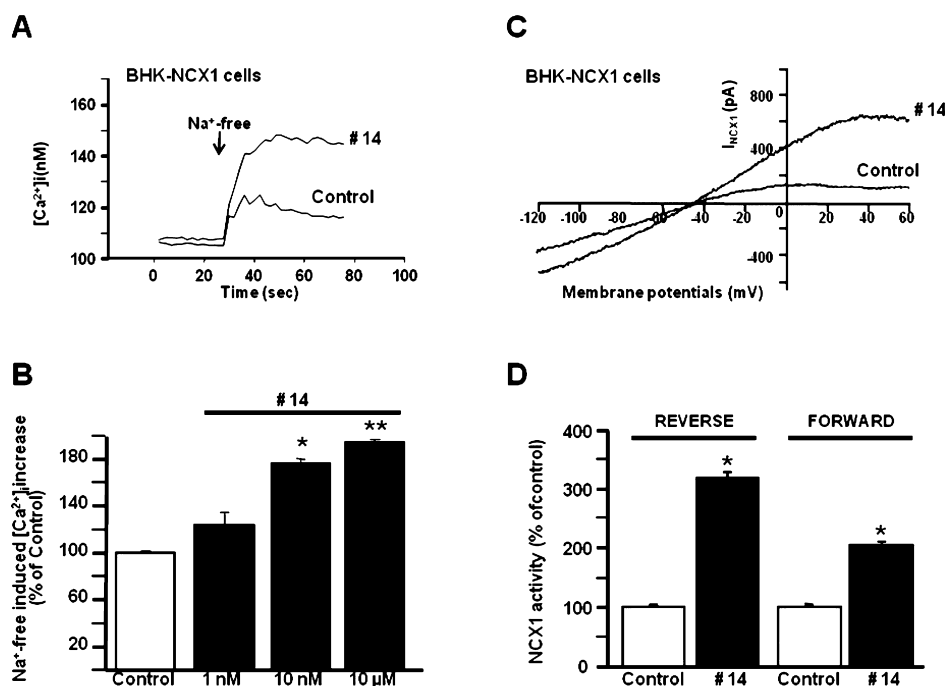 A
BHK-NCX1 cells
[Ca²⁺]i(nM)
160
140
120
100
Na⁺-free
# 14
Control
0
20
40
60
80
100
Time (sec)
C
BHK-NCX1 cells
I NCX1 (pA)
800
400
-400
# 14
Control
-120
-100
-80
-60
-40
-20
0
20
40
60
Membrane potentials (mV)
B
Na⁺-free induced [Ca²⁺]i increase
(% of Control)
180
140
100
60
20
# 14
*
**
Control
1 nM
10 nM
10 µM
D
NCX1 activity (% of control)
400
300
200
100
0
REVERSE
FORWARD
*
*
Control
# 14
Control
# 14